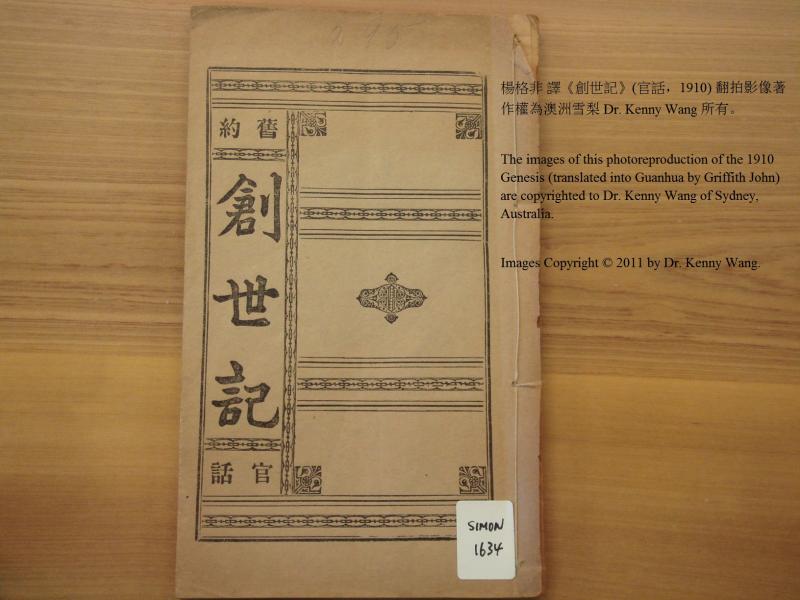 舊約
創世記
官話
SIMON
1634
楊格非 譯《創世記》(官話，1910) 翻拍影像著
作權為澳洲雪梨 Dr. Kenny Wang 所有。
The images of this photoreproduction of the 1910
Genesis (translated into Guanhua by Griffith John)
are copyrighted to Dr. Kenny Wang of Sydney,
Australia.
Images Copyright © 2011 by Dr. Kenny Wang.